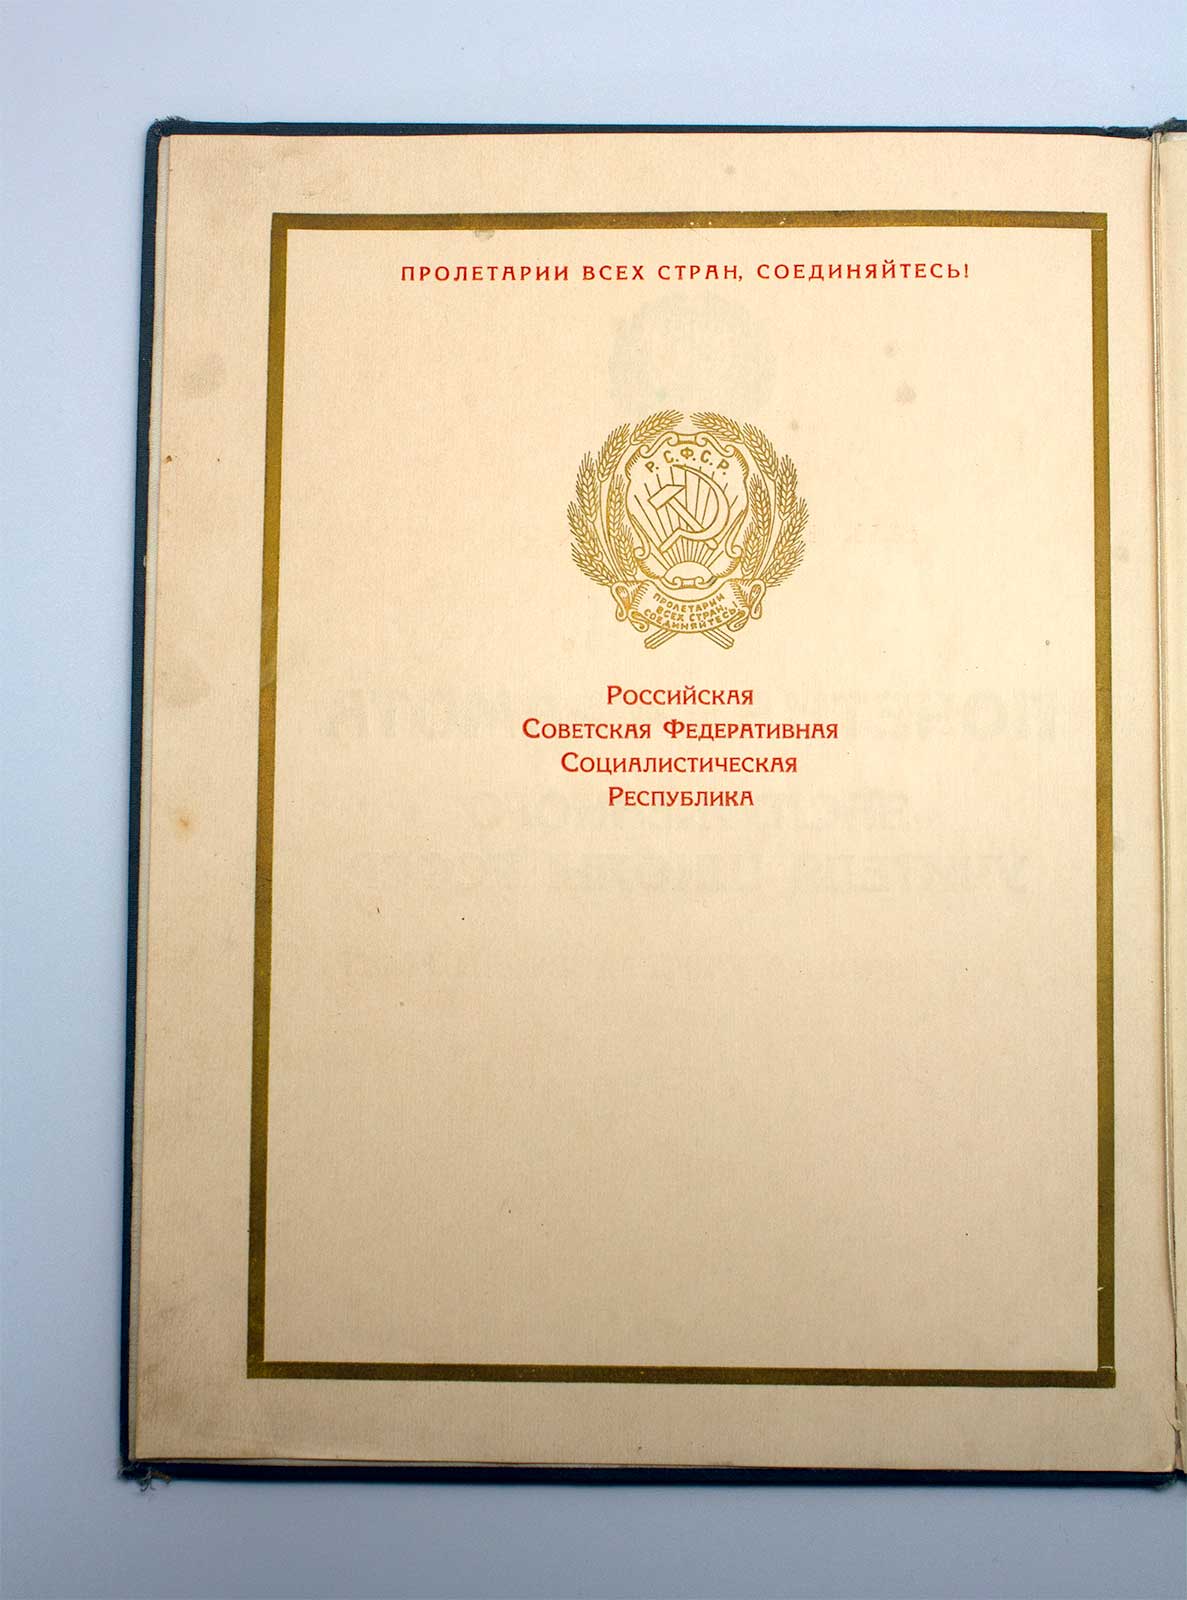 ПРОЛЕТАРИИ ВСЕХ СТРАН, СОЕДИНЯЙТЕСЬ!
Р. С. Ф. С. Р.
ПРОЛЕТАРИИ
ВСЕХ СТРАН,
СОЕДИНЯЙТЕСЬ
РОССИЙСКАЯ
СОВЕТСКАЯ ФЕДЕРАТИВНАЯ
СОЦИАЛИСТИЧЕСКАЯ
РЕСПУБЛИКА